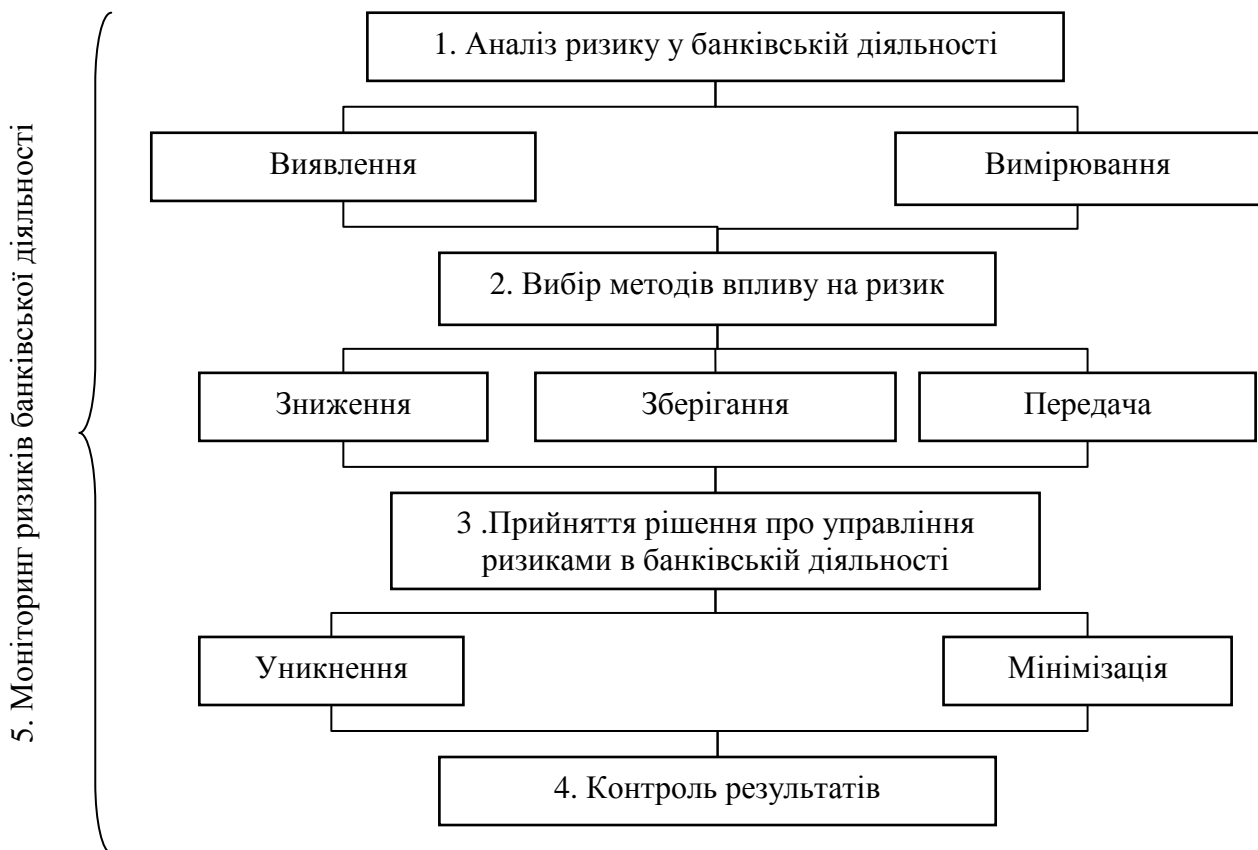 5. Моніторинг ризиків банківської діяльності
1. Аналіз ризику у банківській діяльності
Виявлення
Вимірювання
2. Вибір методів впливу на ризик
Зниження
Зберігання
Передача
3 .Прийняття рішення про управління
ризиками в банківській діяльності
Уникнення
Мінімізація
4. Контроль результатів